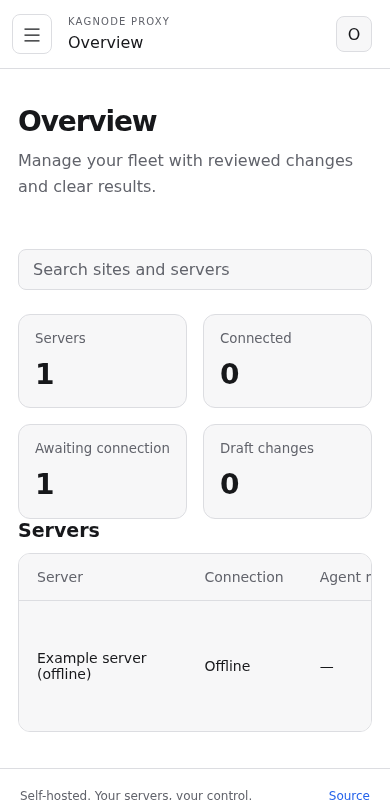 KAGNODE PROXY
Overview
O
Overview
Manage your fleet with reviewed changes
and clear results.
Search sites and servers
Servers
1
Connected
0
Awaiting connection
1
Draft changes
0
Servers
Server Connection Agent r
Example server
(offline)
Offline
—
Self-hosted. Your servers, your control.
Source